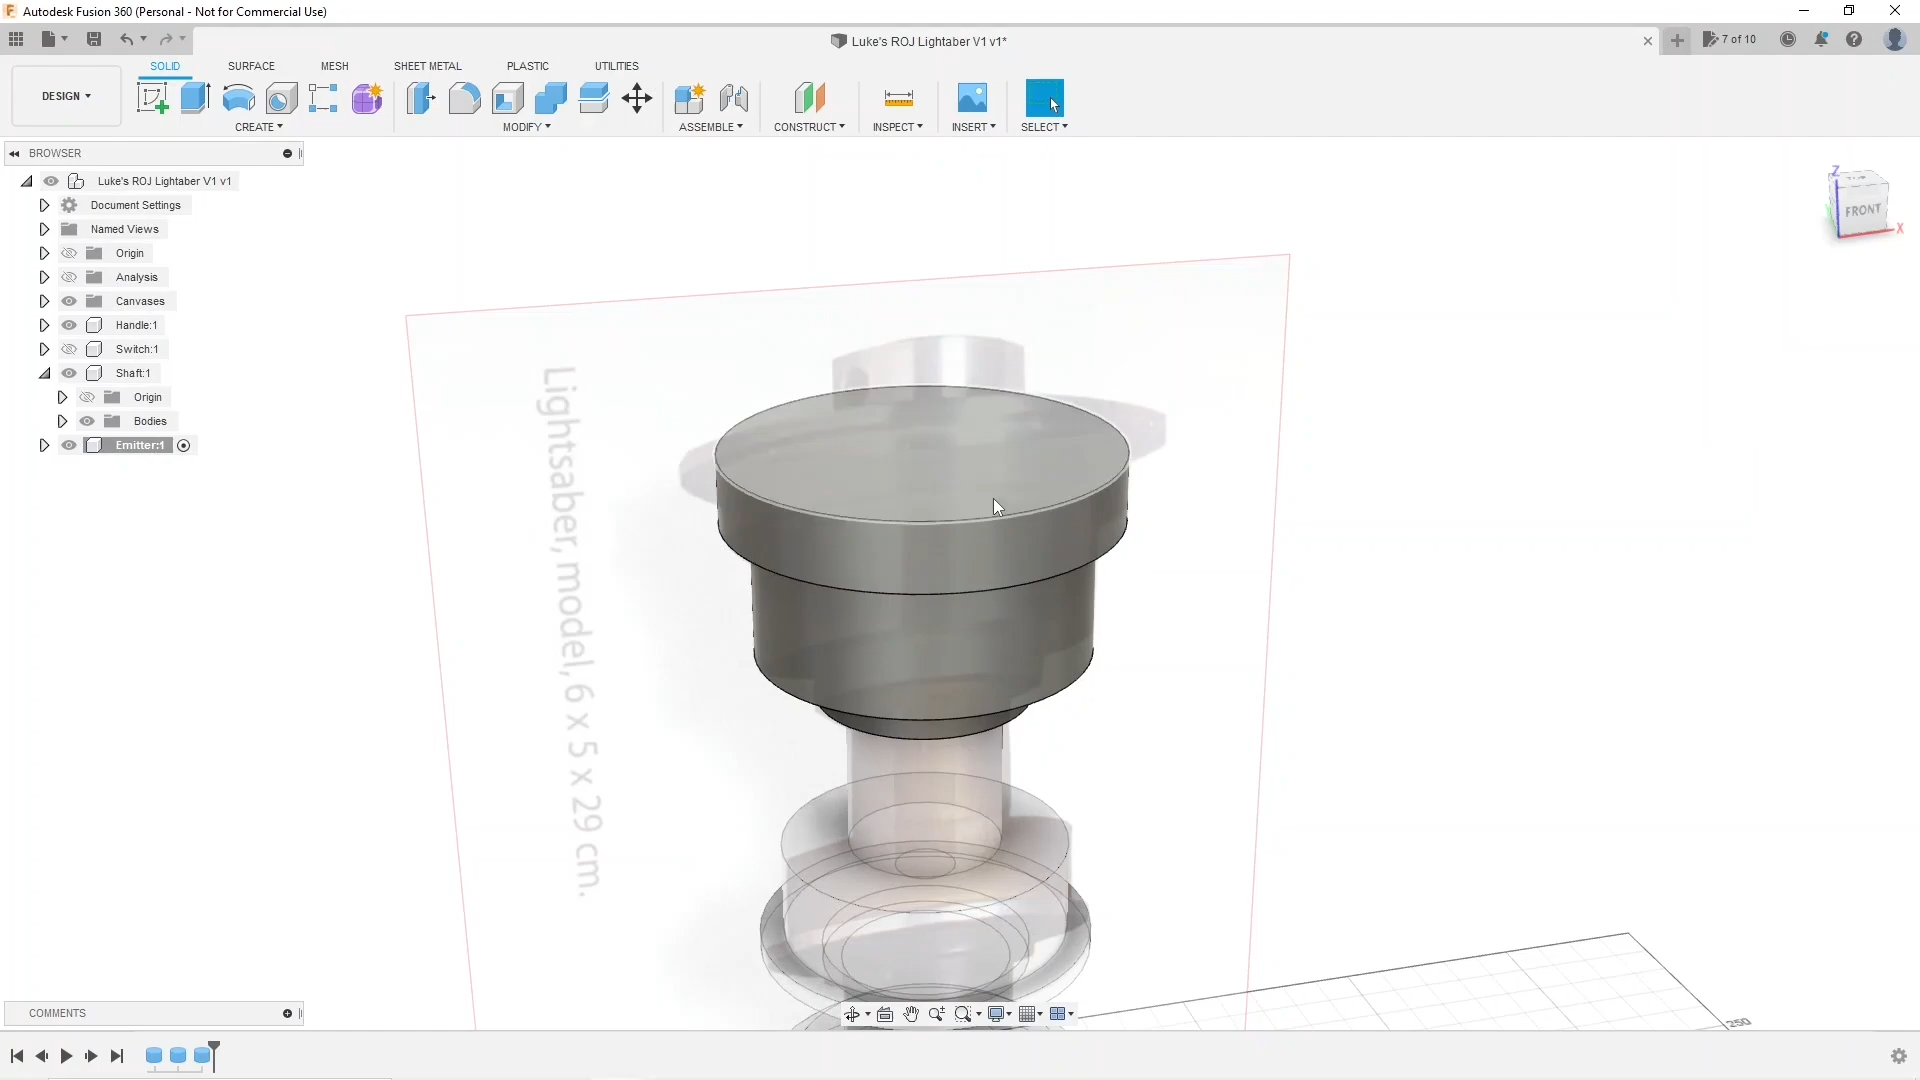 Autodesk Fusion 360 (Personal - Not for Commercial Use)
Luke's ROJ Lightaber V1 v1*
7 of 10
DESIGN
SOLID
SURFACE
MESH
SHEET METAL
PLASTIC
UTILITIES
CREATE
MODIFY
ASSEMBLE
CONSTRUCT
INSPECT
INSERT
SELECT
BROWSER
Luke's ROJ Lightaber V1 v1
Document Settings
Named Views
Origin
Analysis
Canvases
Handle:1
Switch:1
Shaft:1
Origin
Bodies
Emitter:1
Lightsaber, model, 6 x 5 x 29 cm.
Z
TOP
FRONT
X
250
COMMENTS